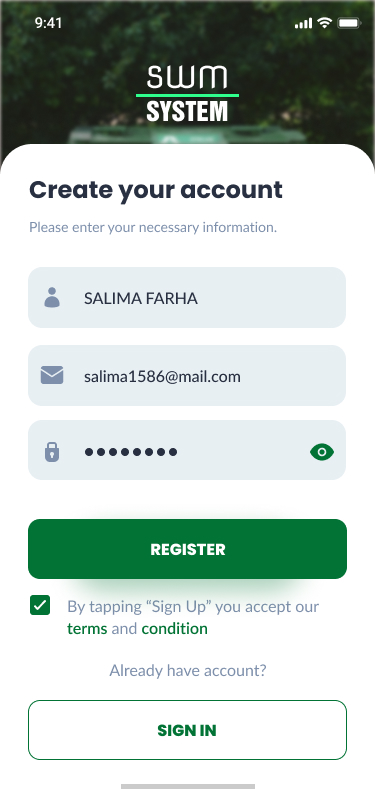 9:41
SWM
SYSTEM
Create your account
Please enter your necessary information.
SALIMA FARHA
salima1586@mail.com
REGISTER
By tapping “Sign Up” you accept our
terms and condition
Already have account?
SIGN IN